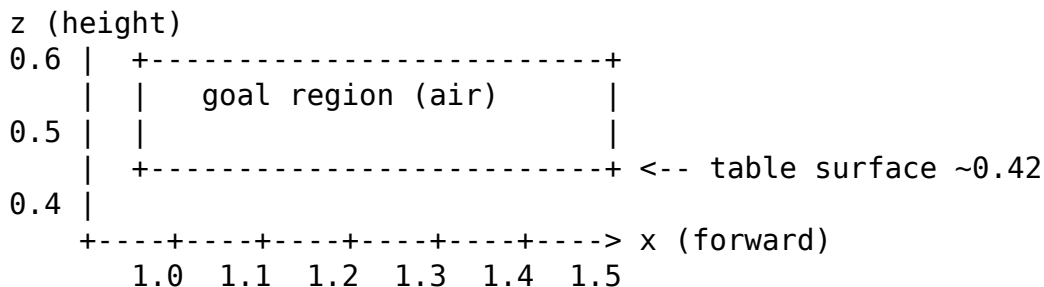 z (height)
0.6 | +--------------------------+
| | goal region (air) |
0.5 | | |
| +--------------------------+ <-- table surface ~0.42
0.4 |
+----+----+----+----+----+----> x (forward)
1.0 1.1 1.2 1.3 1.4 1.5